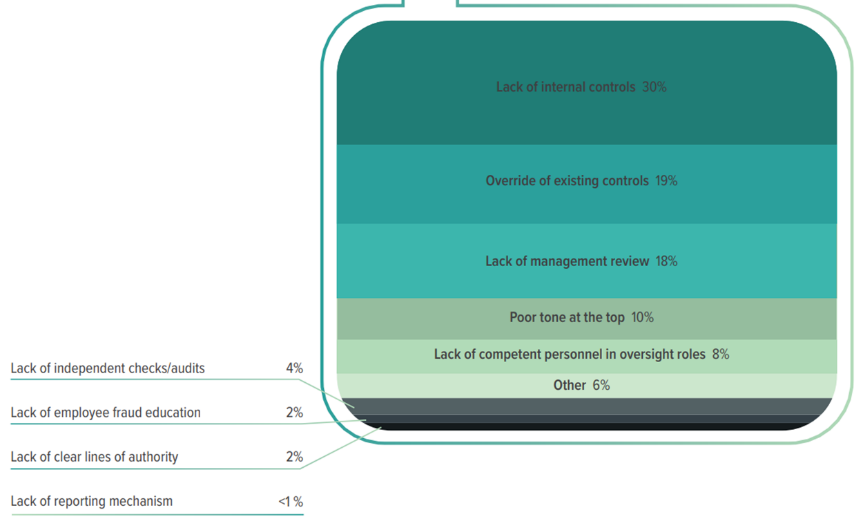 Lack of internal controls 30%
Override of existing controls 19%
Lack of management review 18%
Poor tone at the top 10%
Lack of competent personnel in oversight roles 8%
Other 6%
Lack of independent checks/audits 4%
Lack of employee fraud education 2%
Lack of clear lines of authority 2%
Lack of reporting mechanism <1%